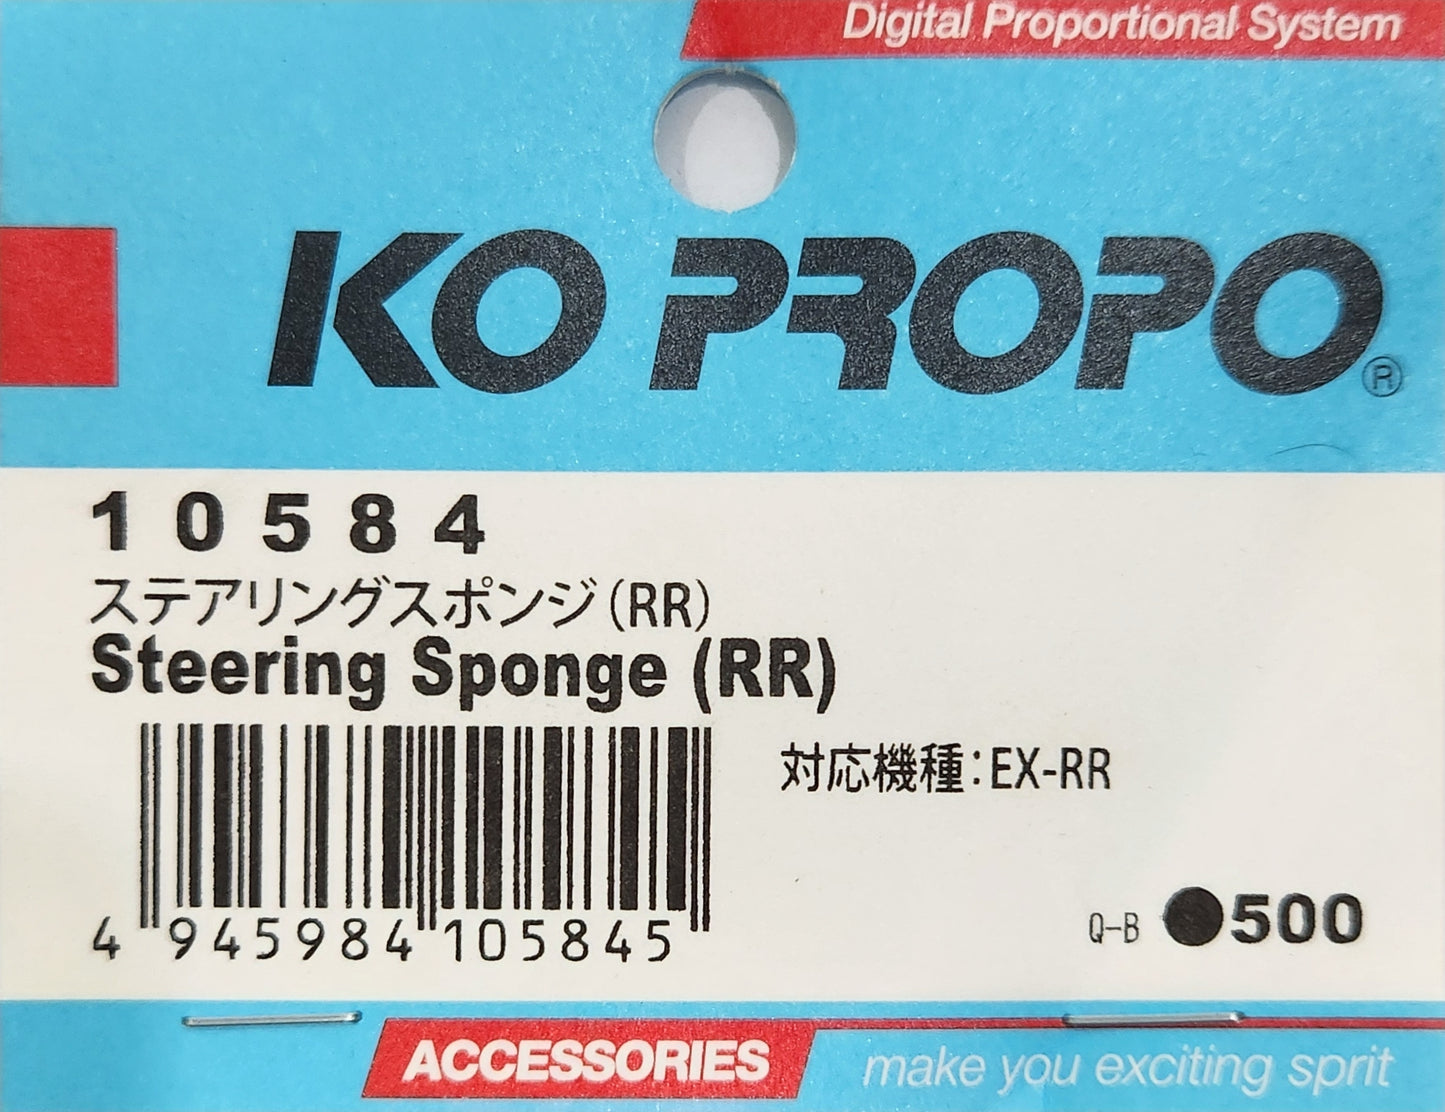 Digital Proportional System
KO PROPO®
10584
ステアリングスポンジ(RR)
Steering Sponge (RR)
対応機種:EX-RR
4 945984 105845
Q-B ●500
ACCESSORIES
make you exciting sprit